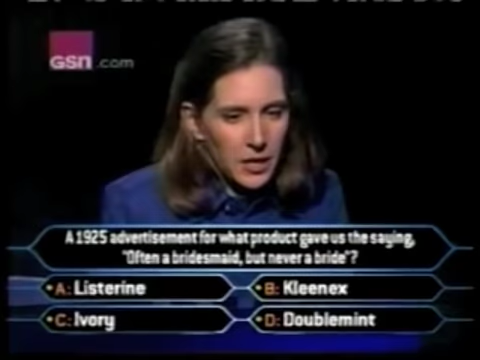 GSN.com
A 1925 advertisement for what product gave us the saying,
"Often a bridesmaid, but never a bride"?
A: Listerine
B: Kleenex
C: Ivory
D: Doublemint